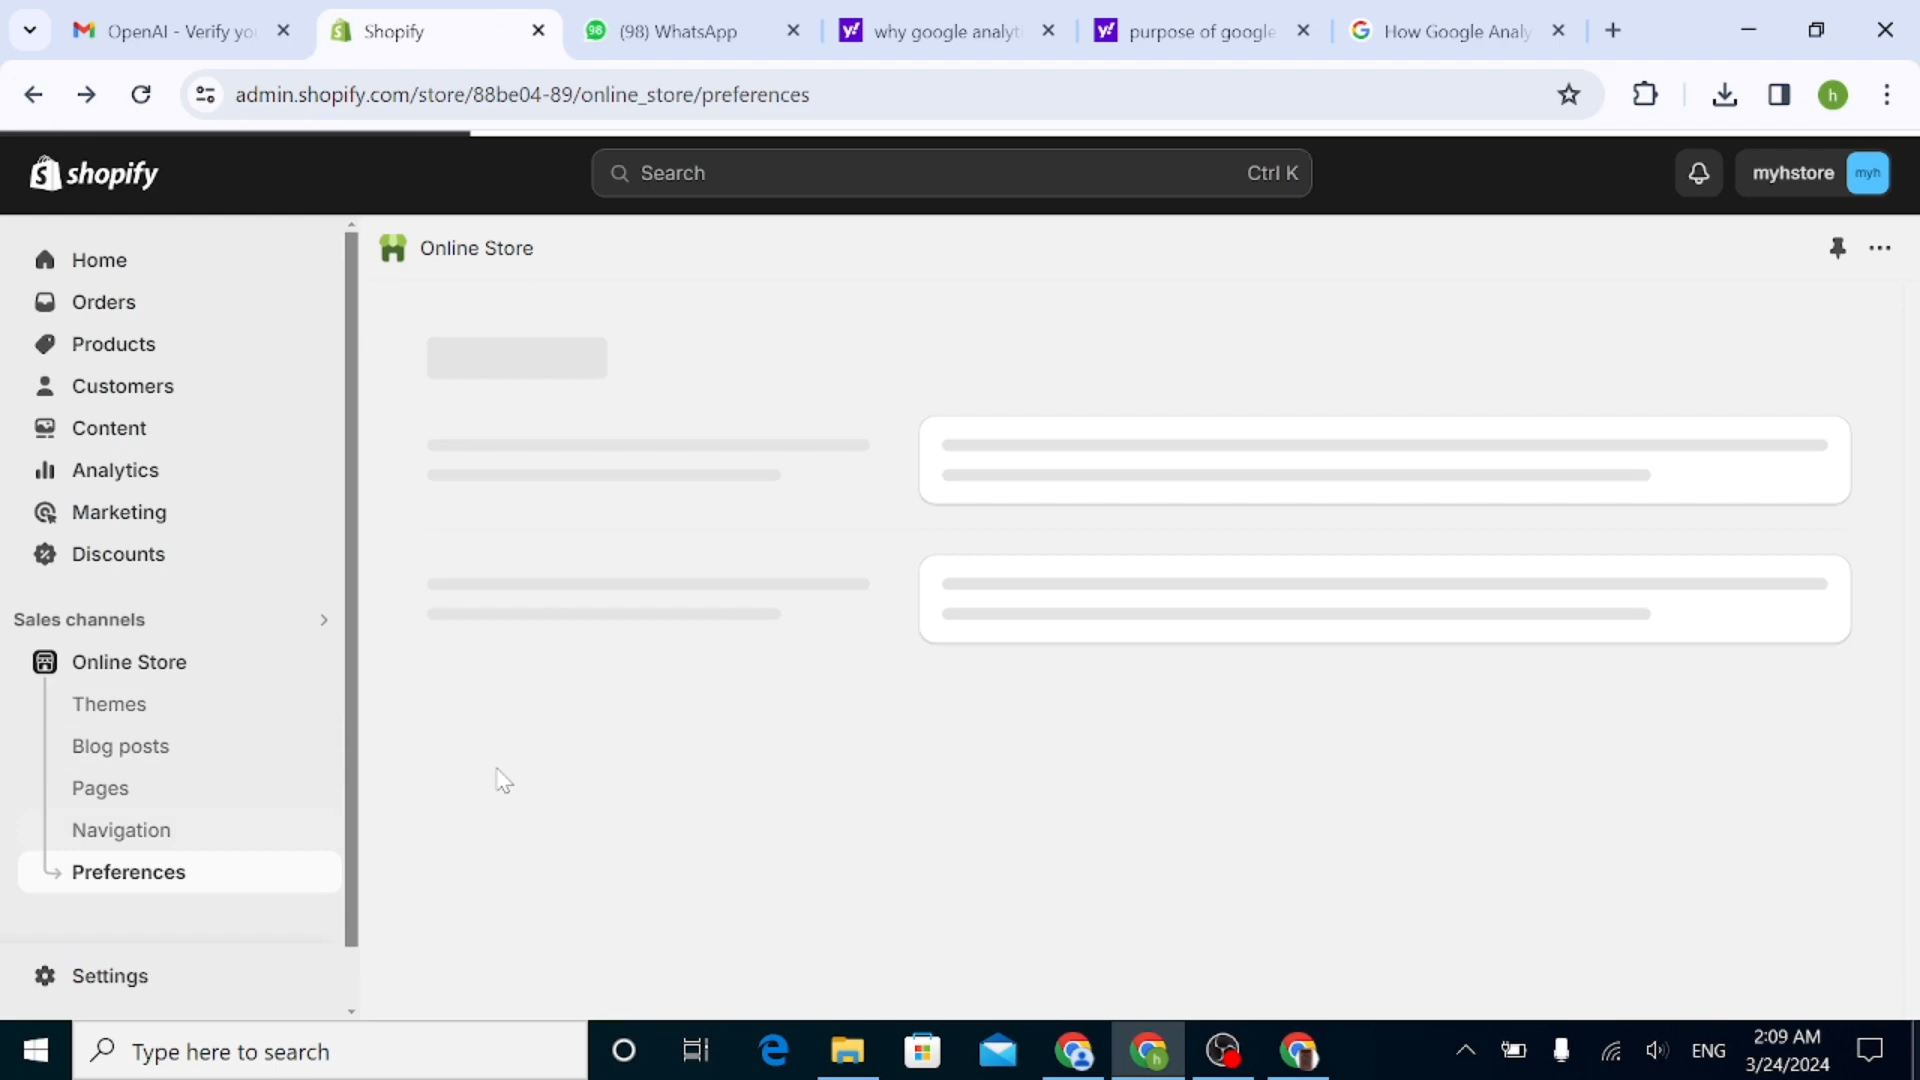 OpenAI - Verify yo
Shopify
(98) WhatsApp
why google analyt
purpose of google
How Google Analy
admin.shopify.com/store/88be04-89/online_store/preferences
shopify
Search
Ctrl K
myhstore
myh
Home
Online Store
Orders
Products
Customers
Content
Analytics
Marketing
Discounts
Sales channels
Online Store
Themes
Blog posts
Pages
Navigation
Preferences
Settings
Type here to search
ENG
2:09 AM
3/24/2024